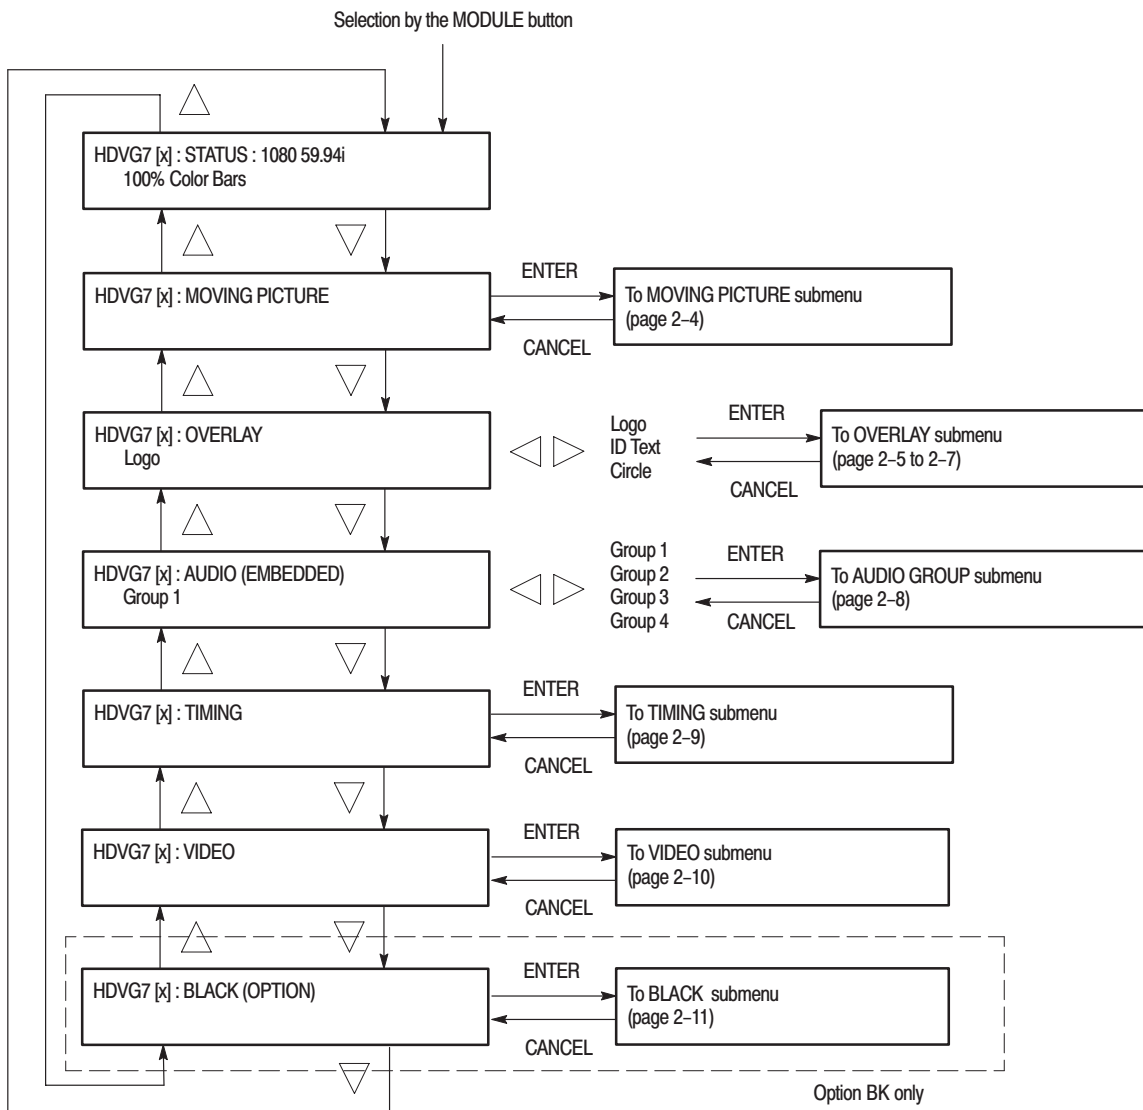 Selection by the MODULE button
HDVG7 [x] : STATUS : 1080 59.94i
100% Color Bars
HDVG7 [x] : MOVING PICTURE
ENTER
CANCEL
To MOVING PICTURE submenu
(page 2–4)
HDVG7 [x] : OVERLAY
Logo
Logo
ID Text
Circle
ENTER
CANCEL
To OVERLAY submenu
(page 2–5 to 2–7)
HDVG7 [x] : AUDIO (EMBEDDED)
Group 1
Group 1
Group 2
Group 3
Group 4
ENTER
CANCEL
To AUDIO GROUP submenu
(page 2–8)
HDVG7 [x] : TIMING
ENTER
CANCEL
To TIMING submenu
(page 2–9)
HDVG7 [x] : VIDEO
ENTER
CANCEL
To VIDEO submenu
(page 2–10)
HDVG7 [x] : BLACK (OPTION)
ENTER
CANCEL
To BLACK submenu
(page 2–11)
Option BK only